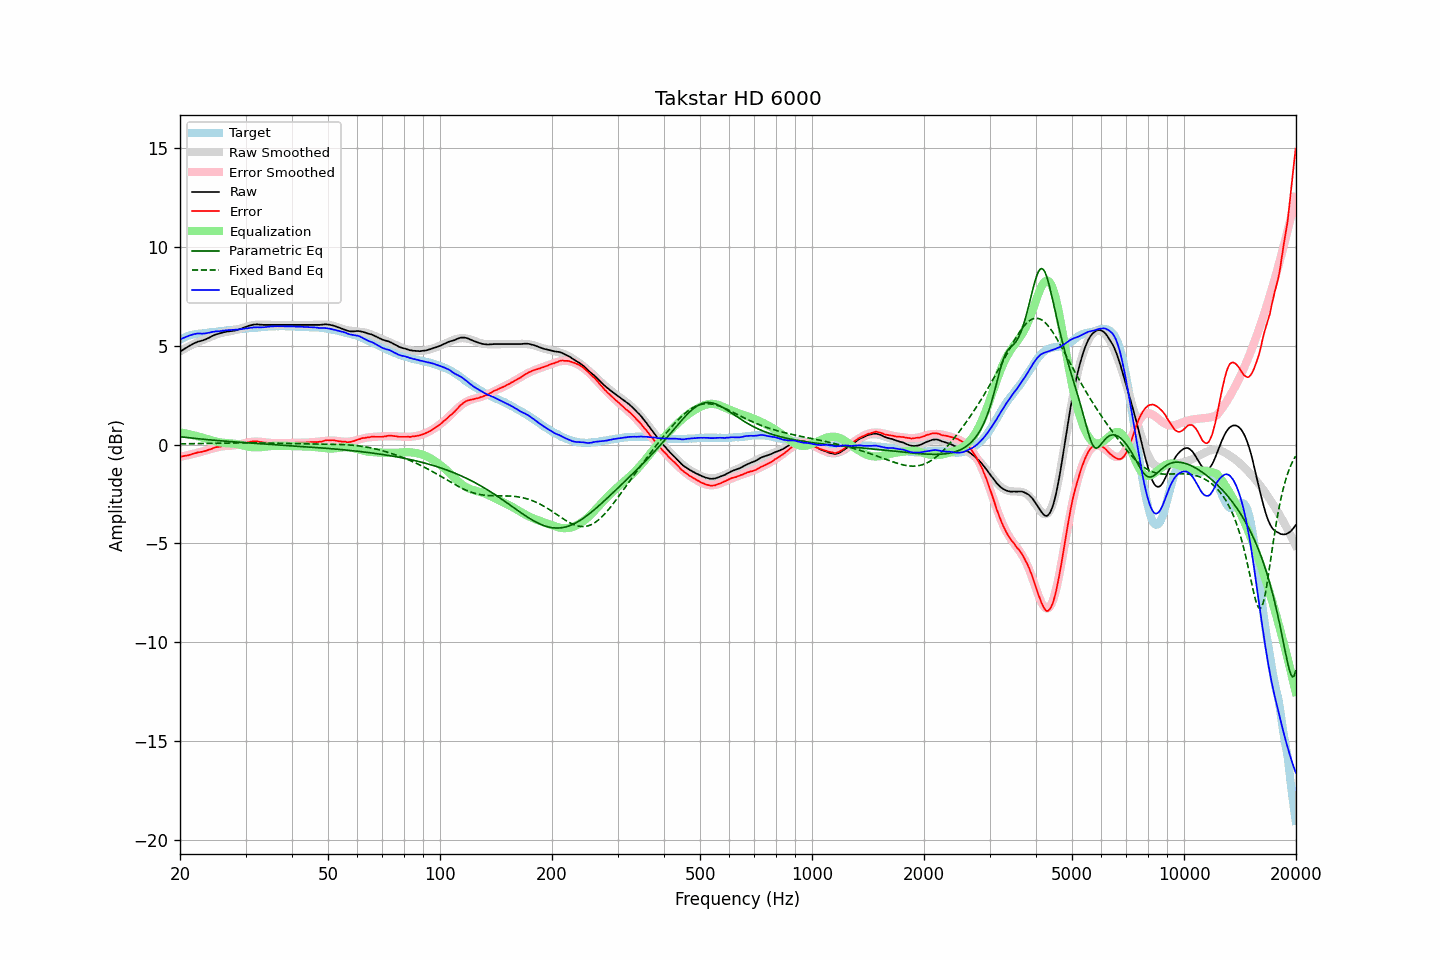 Takstar HD 6000
Target
Raw Smoothed
Error Smoothed
Raw
Error
Equalization
Parametric Eq
Fixed Band Eq
Equalized
15
10
5
0
−5
−10
−15
−20
Amplitude (dBr)
20
50
100
200
500
1000
2000
5000
10000
20000
Frequency (Hz)